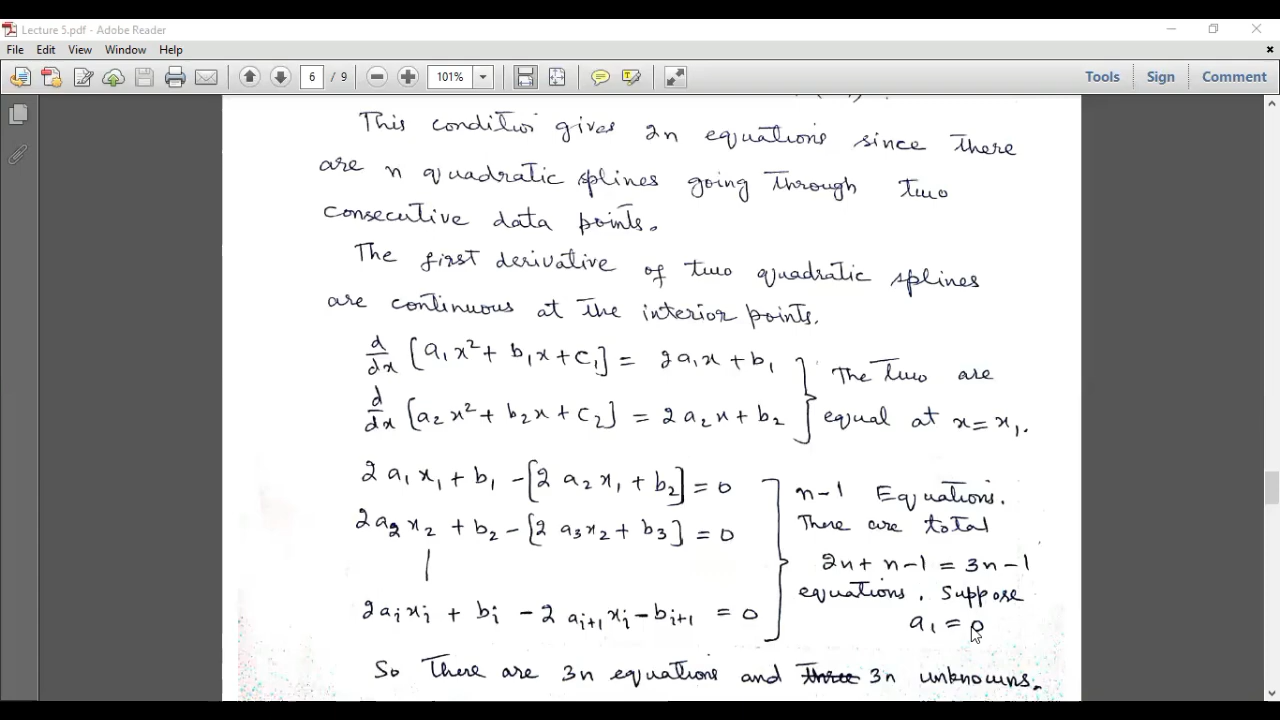 Lecture 5.pdf - Adobe Reader
File Edit View Window Help
6 / 9 101% Tools Sign Comment
This condition gives 2n equations since there
are n quadratic splines going through two
consecutive data points.
The first derivative of two quadratic splines
are continuous at the interior points.
d/dx [a₁x² + b₁x + c₁] = 2a₁x + b₁
d/dx [a₂x² + b₂x + c₂] = 2a₂x + b₂
The two are
equal at x = x₁.
2a₁x₁ + b₁ - [2a₂x₁ + b₂] = 0
2a₂x₂ + b₂ - [2a₃x₂ + b₃] = 0
|
2aᵢxᵢ + bᵢ - 2aᵢ₊₁xᵢ - bᵢ₊₁ = 0
n-1 Equations.
There are total
2n + n-1 = 3n-1
equations. Suppose
a₁ = 0
So there are 3n equations and three 3n unknowns.